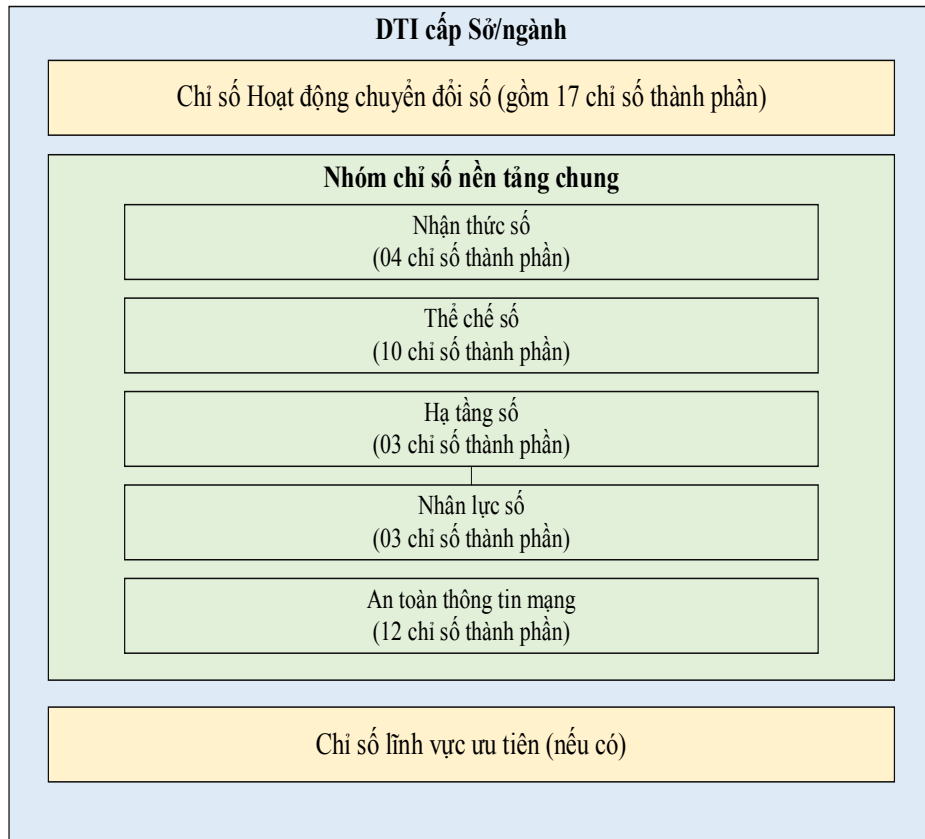 DTI cấp Sở/ngành
Chỉ số Hoạt động chuyển đổi số (gồm 17 chỉ số thành phần)
Nhóm chỉ số nền tảng chung
Nhận thức số
(04 chỉ số thành phần)
Thể chế số
(10 chỉ số thành phần)
Hạ tầng số
(03 chỉ số thành phần)
Nhân lực số
(03 chỉ số thành phần)
An toàn thông tin mạng
(12 chỉ số thành phần)
Chỉ số lĩnh vực ưu tiên (nếu có)